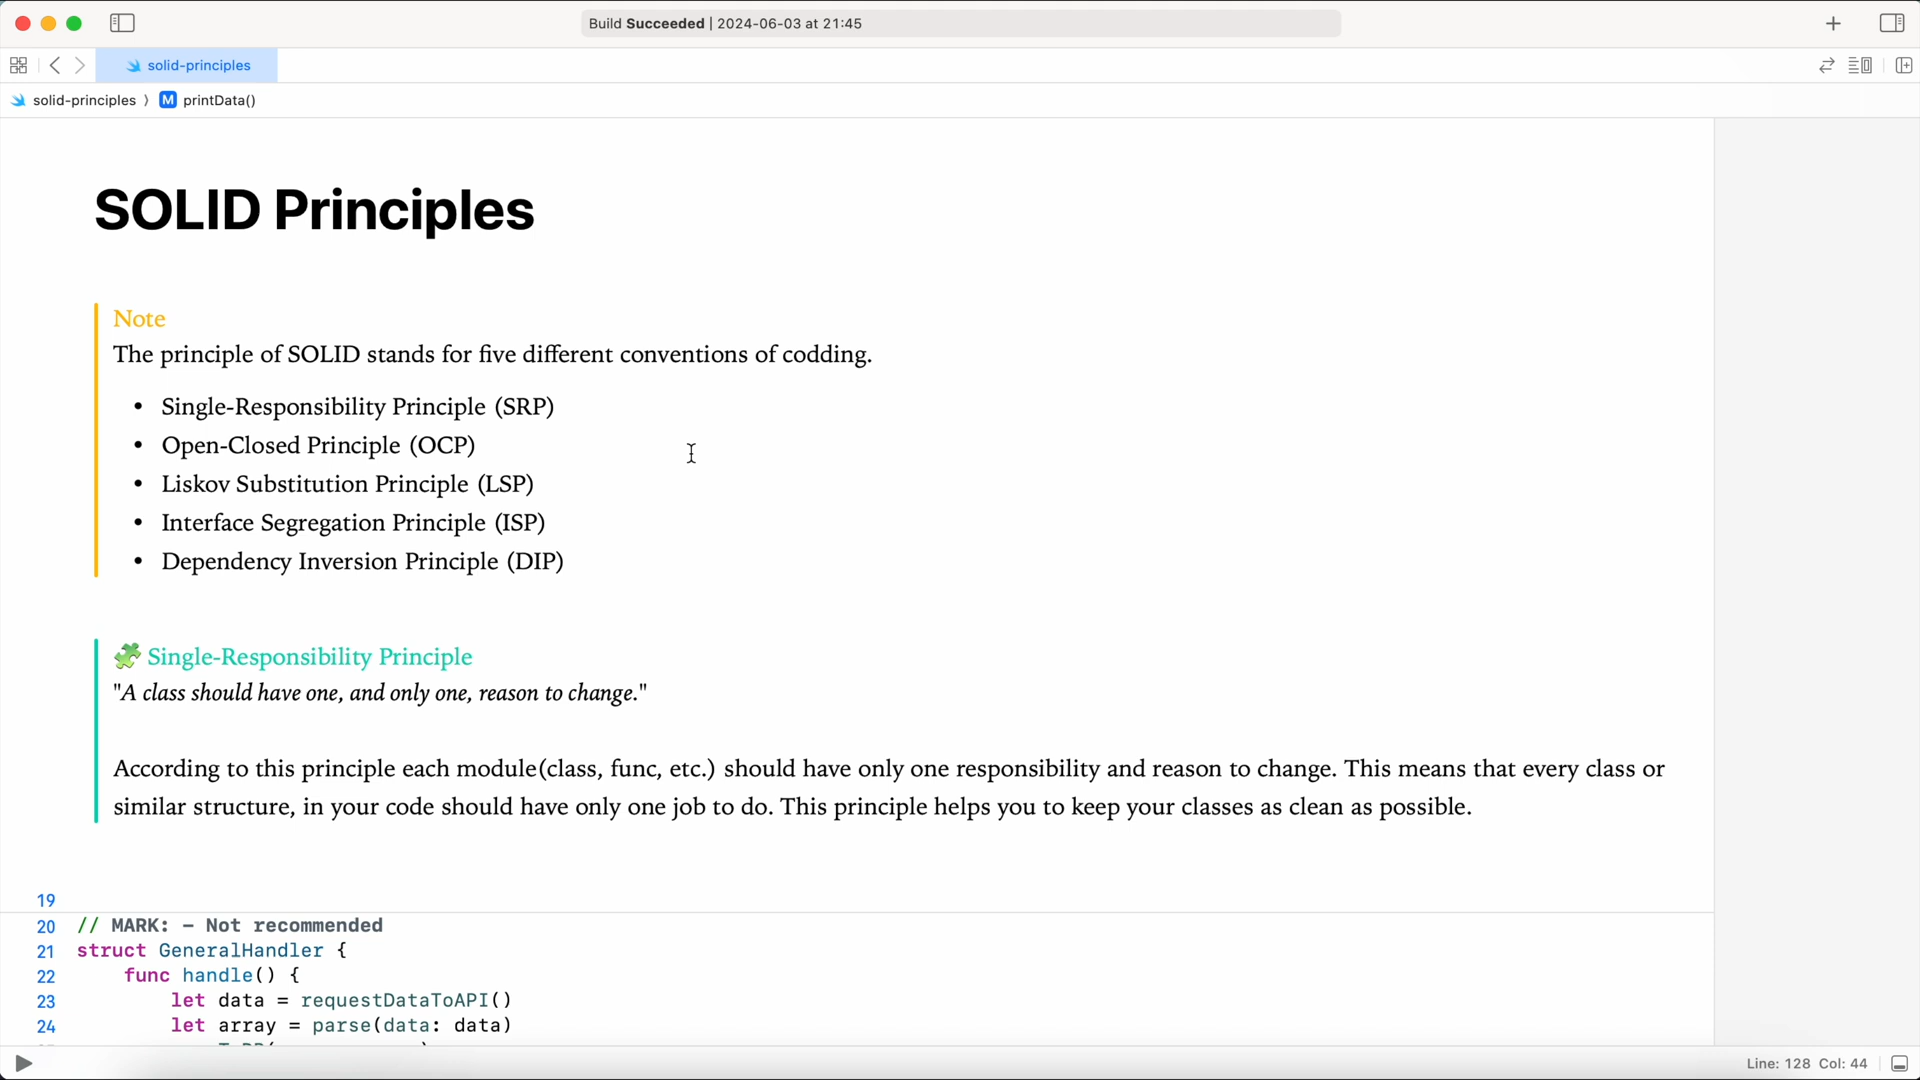 Build Succeeded | 2024-06-03 at 21:45
solid-principles
solid-principles 〉 M printData()
SOLID Principles
Note
The principle of SOLID stands for five different conventions of codding.
• Single-Responsibility Principle (SRP)
• Open-Closed Principle (OCP)
• Liskov Substitution Principle (LSP)
• Interface Segregation Principle (ISP)
• Dependency Inversion Principle (DIP)
🧩 Single-Responsibility Principle
"A class should have one, and only one, reason to change."
According to this principle each module(class, func, etc.) should have only one responsibility and reason to change. This means that every class or
similar structure, in your code should have only one job to do. This principle helps you to keep your classes as clean as possible.
19
20 // MARK: – Not recommended
21 struct GeneralHandler {
22 func handle() {
23 let data = requestDataToAPI()
24 let array = parse(data: data)
Line: 128 Col: 44